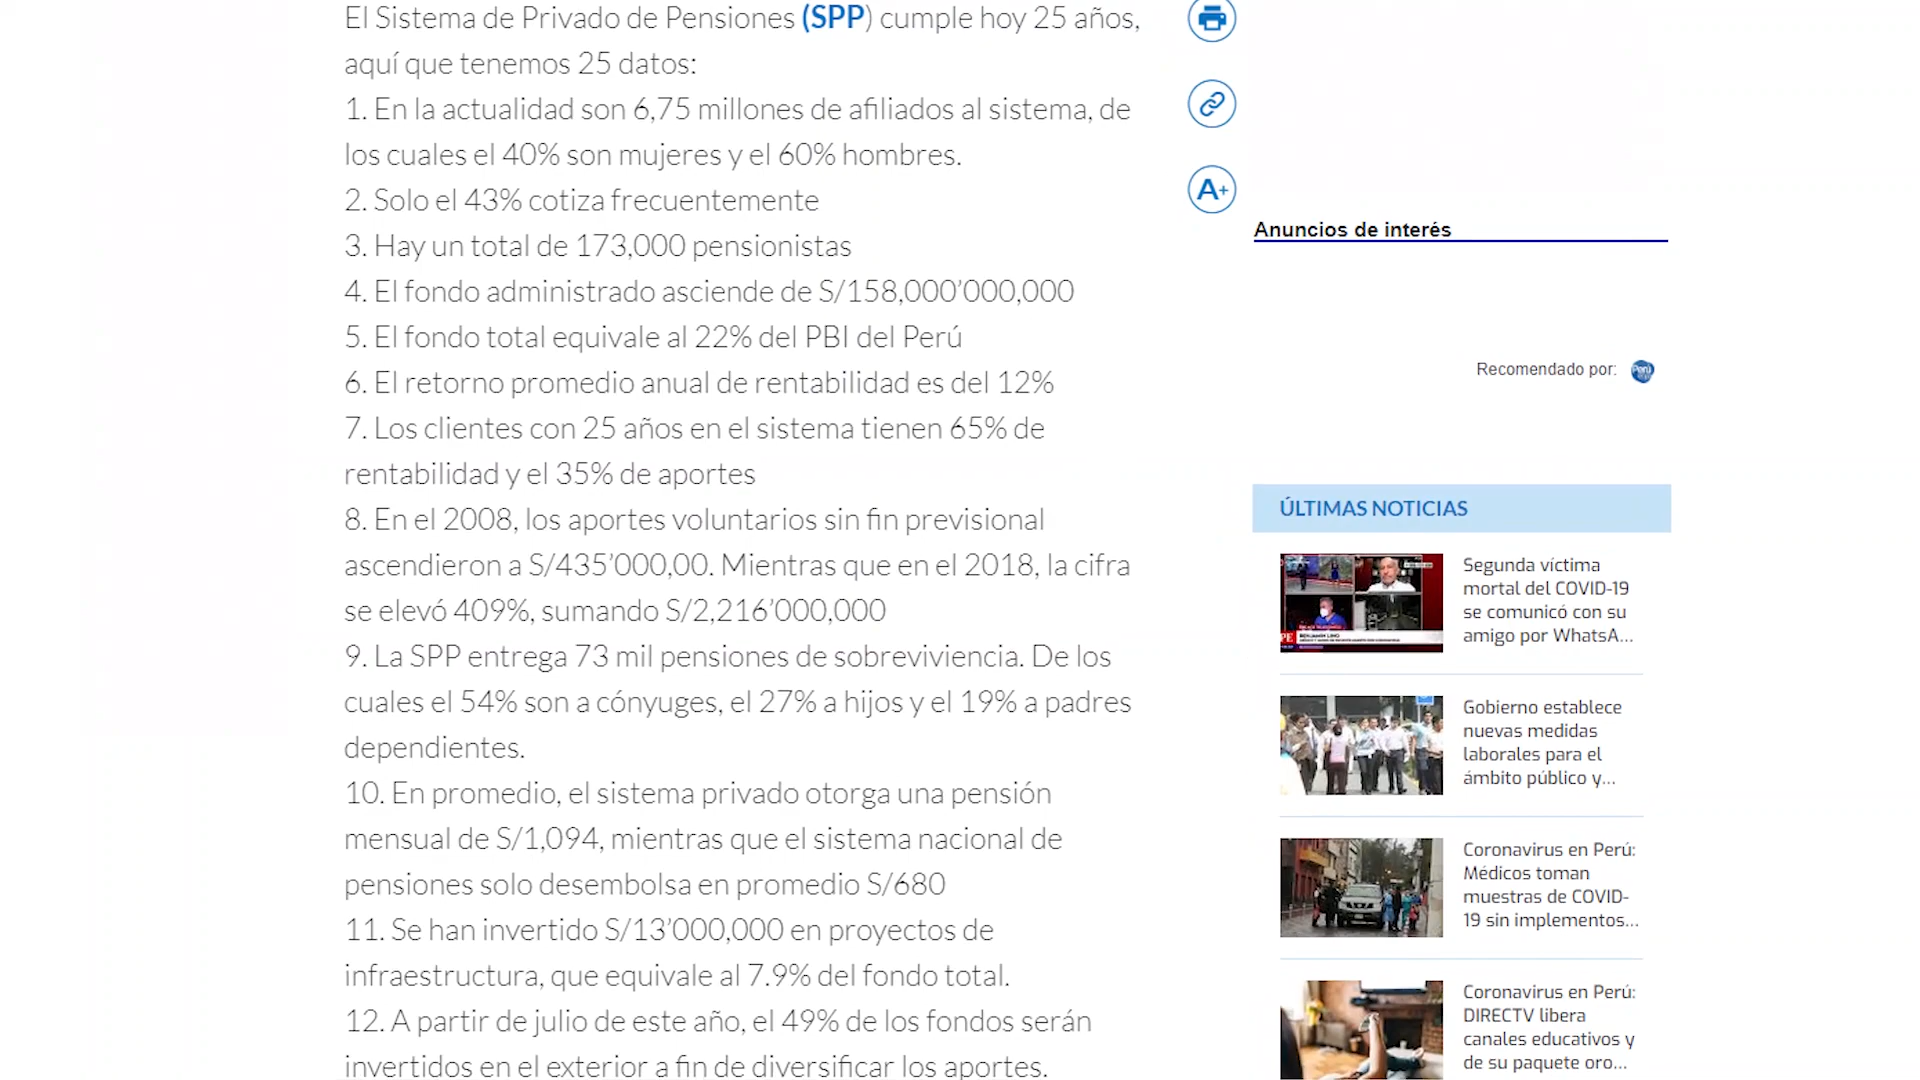 El Sistema de Privado de Pensiones (SPP) cumple hoy 25 años,
aquí que tenemos 25 datos:
1. En la actualidad son 6,75 millones de afiliados al sistema, de
los cuales el 40% son mujeres y el 60% hombres.
2. Solo el 43% cotiza frecuentemente
3. Hay un total de 173,000 pensionistas
4. El fondo administrado asciende de S/158,000’000,000
5. El fondo total equivale al 22% del PBI del Perú
6. El retorno promedio anual de rentabilidad es del 12%
7. Los clientes con 25 años en el sistema tienen 65% de
rentabilidad y el 35% de aportes
8. En el 2008, los aportes voluntarios sin fin previsional
ascendieron a S/435’000,00. Mientras que en el 2018, la cifra
se elevó 409%, sumando S/2,216’000,000
9. La SPP entrega 73 mil pensiones de sobreviviencia. De los
cuales el 54% son a cónyuges, el 27% a hijos y el 19% a padres
dependientes.
10. En promedio, el sistema privado otorga una pensión
mensual de S/1,094, mientras que el sistema nacional de
pensiones solo desembolsa en promedio S/680
11. Se han invertido S/13’000,000 en proyectos de
infraestructura, que equivale al 7.9% del fondo total.
12. A partir de julio de este año, el 49% de los fondos serán
invertidos en el exterior a fin de diversificar los aportes.
A+
Anuncios de interés
Recomendado por:
Perú
ÚLTIMAS NOTICIAS
BENJAMIN LINO
Segunda víctima
mortal del COVID-19
se comunicó con su
amigo por WhatsA...
Gobierno establece
nuevas medidas
laborales para el
ámbito público y...
Coronavirus en Perú:
Médicos toman
muestras de COVID-
19 sin implementos...
Coronavirus en Perú:
DIRECTV libera
canales educativos y
de su paquete oro...